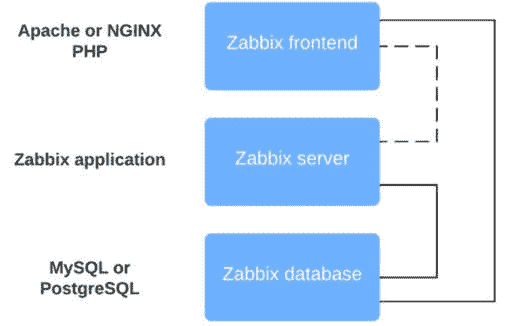 Apache or NGINX
PHP
Zabbix frontend
Zabbix application
Zabbix server
MySQL or
PostgreSQL
Zabbix database